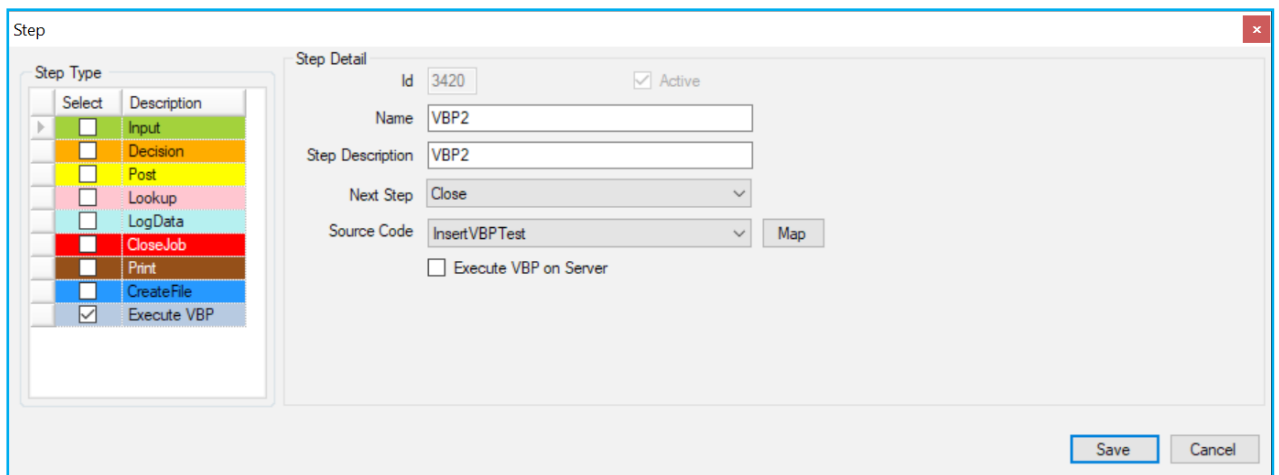 Step
Step Type
Select Description
Input
Decision
Post
Lookup
LogData
CloseJob
Print
CreateFile
Execute VBP
Step Detail
Id 3420 Active
Name VBP2
Step Description VBP2
Next Step Close
Source Code InsertVBPTest Map
Execute VBP on Server
Save Cancel